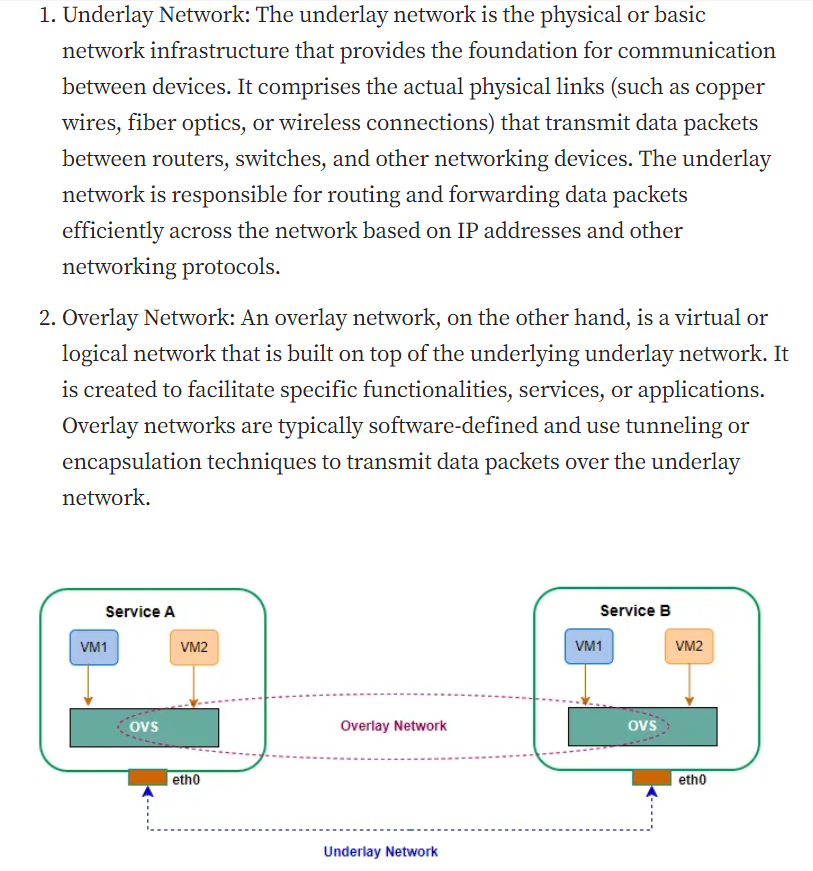 1. Underlay Network: The underlay network is the physical or basic
network infrastructure that provides the foundation for communication
between devices. It comprises the actual physical links (such as copper
wires, fiber optics, or wireless connections) that transmit data packets
between routers, switches, and other networking devices. The underlay
network is responsible for routing and forwarding data packets
efficiently across the network based on IP addresses and other
networking protocols.
2. Overlay Network: An overlay network, on the other hand, is a virtual or
logical network that is built on top of the underlying underlay network. It
is created to facilitate specific functionalities, services, or applications.
Overlay networks are typically software-defined and use tunneling or
encapsulation techniques to transmit data packets over the underlay
network.
Service A
VM1
VM2
OVS
eth0
Overlay Network
Service B
VM1
VM2
OVS
eth0
Underlay Network